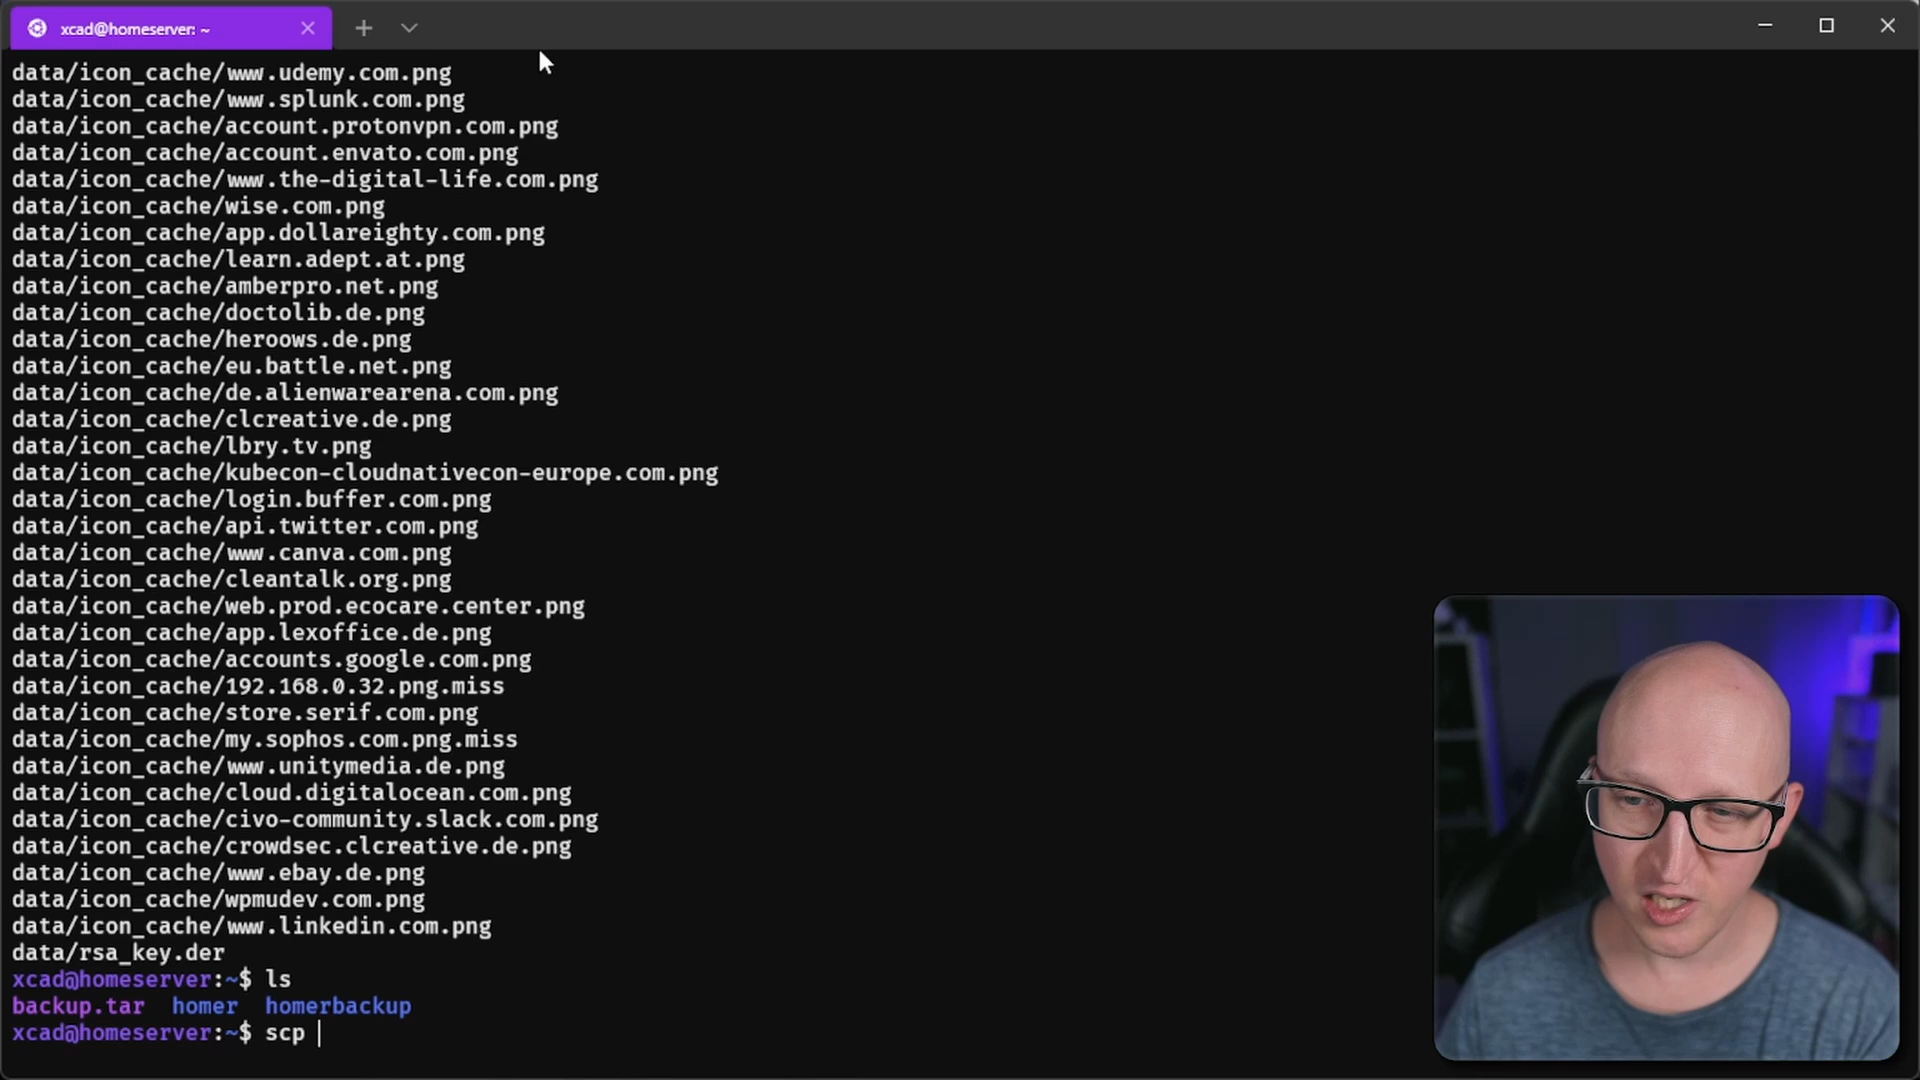 xcad@homeserver: ~
data/icon_cache/www.udemy.com.png
data/icon_cache/www.splunk.com.png
data/icon_cache/account.protonvpn.com.png
data/icon_cache/account.envato.com.png
data/icon_cache/www.the-digital-life.com.png
data/icon_cache/wise.com.png
data/icon_cache/app.dollareighty.com.png
data/icon_cache/learn.adept.at.png
data/icon_cache/amberpro.net.png
data/icon_cache/doctolib.de.png
data/icon_cache/heroows.de.png
data/icon_cache/eu.battle.net.png
data/icon_cache/de.alienwarearena.com.png
data/icon_cache/clcreative.de.png
data/icon_cache/lbry.tv.png
data/icon_cache/kubecon-cloudnativecon-europe.com.png
data/icon_cache/login.buffer.com.png
data/icon_cache/api.twitter.com.png
data/icon_cache/www.canva.com.png
data/icon_cache/cleantalk.org.png
data/icon_cache/web.prod.ecocare.center.png
data/icon_cache/app.lexoffice.de.png
data/icon_cache/accounts.google.com.png
data/icon_cache/192.168.0.32.png.miss
data/icon_cache/store.serif.com.png
data/icon_cache/my.sophos.com.png.miss
data/icon_cache/www.unitymedia.de.png
data/icon_cache/cloud.digitalocean.com.png
data/icon_cache/civo-community.slack.com.png
data/icon_cache/crowdsec.clcreative.de.png
data/icon_cache/www.ebay.de.png
data/icon_cache/wpmudev.com.png
data/icon_cache/www.linkedin.com.png
data/rsa_key.der
xcad@homeserver:~$ ls
backup.tar homer homerbackup
xcad@homeserver:~$ scp